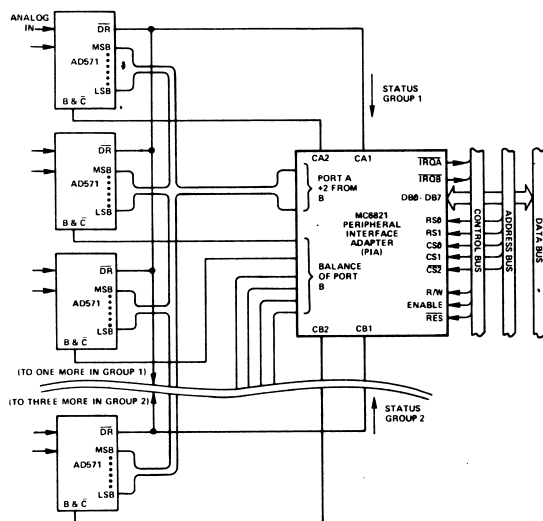 ANALOG
IN
DR
MSB
AD571
LSB
B & C̅
DR
MSB
AD571
LSB
B & C̅
DR
MSB
AD571
LSB
B & C̅
(TO ONE MORE IN GROUP 1)
(TO THREE MORE IN GROUP 2)
DR
MSB
AD571
LSB
B & C̅
STATUS
GROUP 1
CA2
CA1
PORT A
+2 FROM
B
MC6821
PERIPHERAL
INTERFACE
ADAPTER
(PIA)
BALANCE
OF PORT
B
IRQA
IRQB
DB0-DB7
RS0
RS1
CS0
CS1
CS2
R/W
ENABLE
RES
CONTROL BUS
ADDRESS BUS
DATA BUS
CB2
CB1
STATUS
GROUP 2